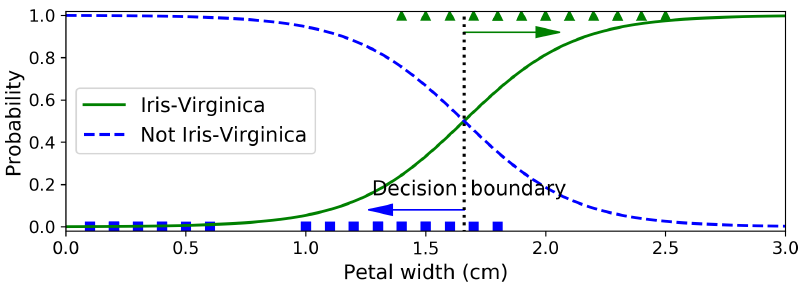 1.0
0.8
0.6
0.4
0.2
0.0
Probability
Iris-Virginica
Not Iris-Virginica
Decision boundary
0.0 0.5 1.0 1.5 2.0 2.5 3.0
Petal width (cm)